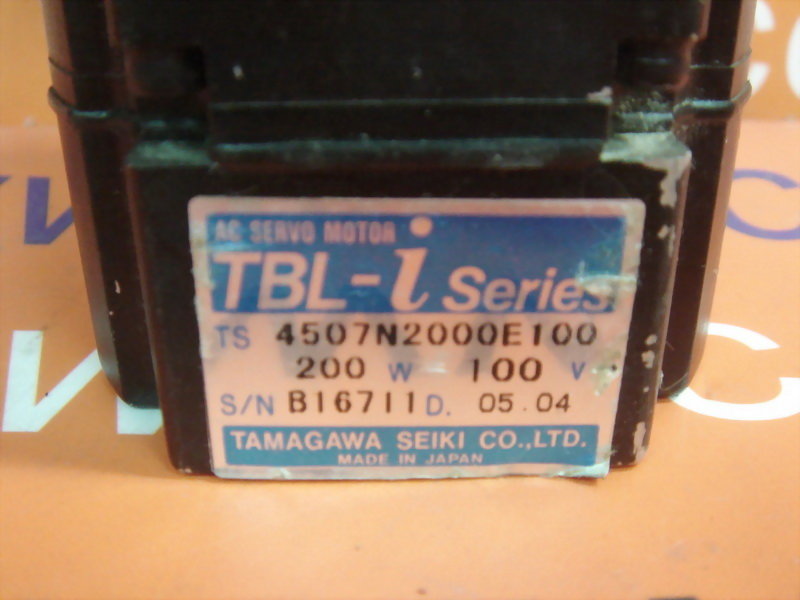 AC SERVO MOTOR
TBL-i Series
TS 4507N2000E100
200 W 100 V
S/N B16711 D. 05.04
TAMAGAWA SEIKI CO.,LTD.
MADE IN JAPAN